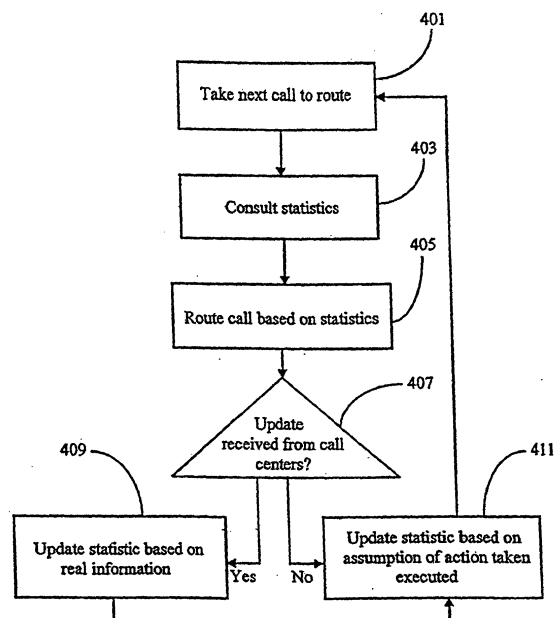 401
Take next call to route
403
Consult statistics
405
Route call based on statistics
407
Update
received from call
centers?
409
411
Update statistic based on
real information
Yes
No
Update statistic based on
assumption of action taken
executed